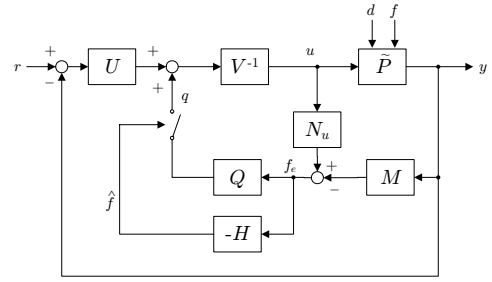 d f
r + − U + + V⁻¹ u P̃ y
q
N_u
f̂ Q f_e + − M
-H